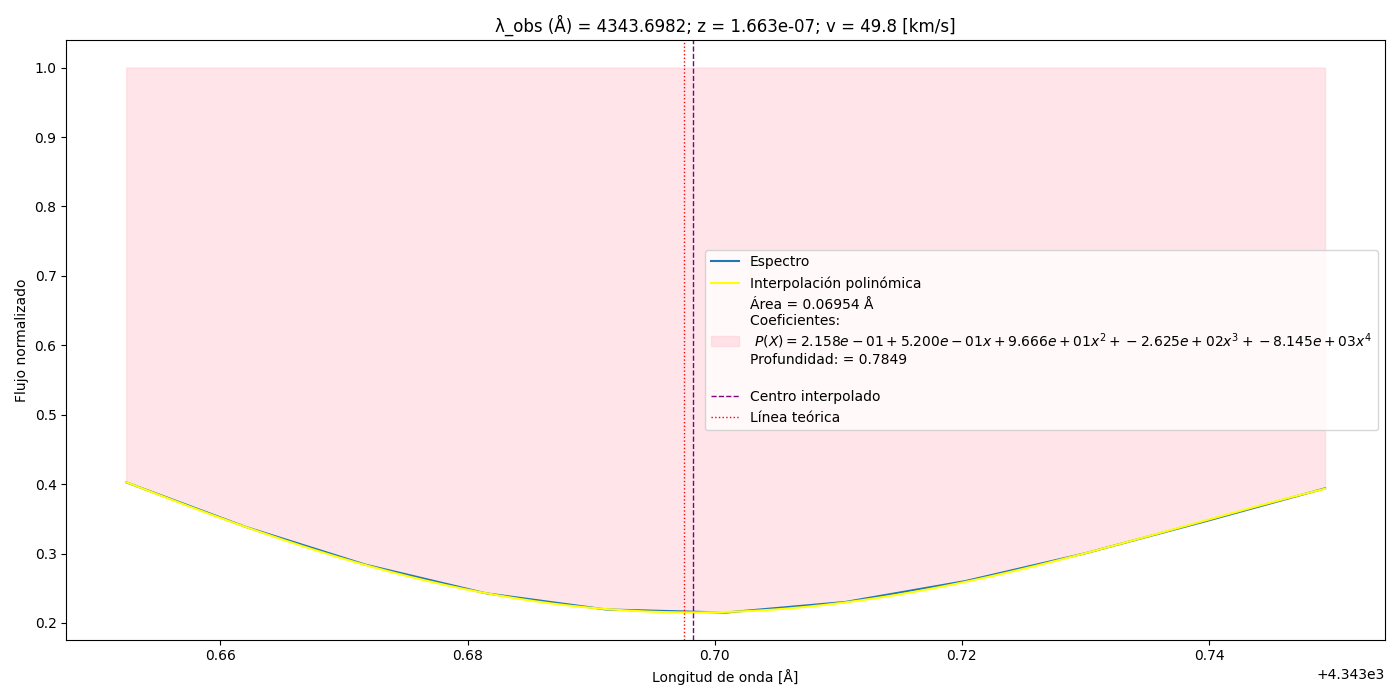 λ_obs (Å) = 4343.6982; z = 1.663e-07; v = 49.8 [km/s]
Flujo normalizado
1.0
0.9
0.8
0.7
0.6
0.5
0.4
0.3
0.2
Espectro
Interpolación polinómica
Área = 0.06954 Å
Coeficientes:
P(X) = 2.158e − 01 + 5.200e − 01x + 9.666e + 01x² + −2.625e + 02x³ + −8.145e + 03x⁴
Profundidad: = 0.7849
Centro interpolado
Línea teórica
0.66
0.68
0.70
0.72
0.74
+4.343e3
Longitud de onda [Å]